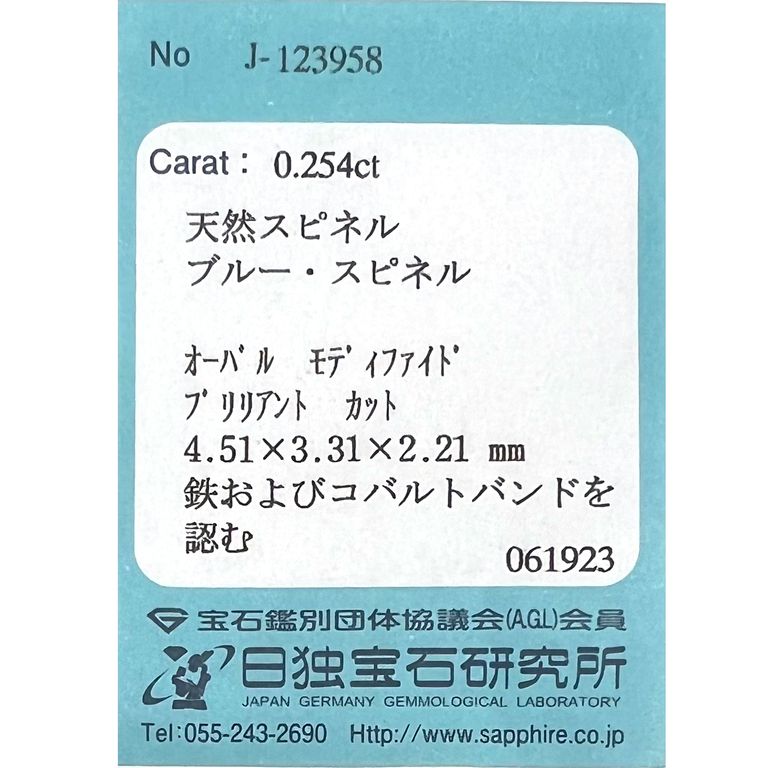 No J-123958
Carat: 0.254ct
天然スピネル
ブルー・スピネル
ｵｰﾊﾞﾙ ﾓﾃﾞｨﾌｧｲﾄﾞ
ﾌﾞﾘﾘｱﾝﾄ ｶｯﾄ
4.51×3.31×2.21 mm
鉄およびコバルトバンドを
認む
061923
宝石鑑別団体協議会(A.G.L)会員
日独宝石研究所
JAPAN GERMANY GEMMOLOGICAL LABORATORY
Tel:055-243-2690 Http://www.sapphire.co.jp